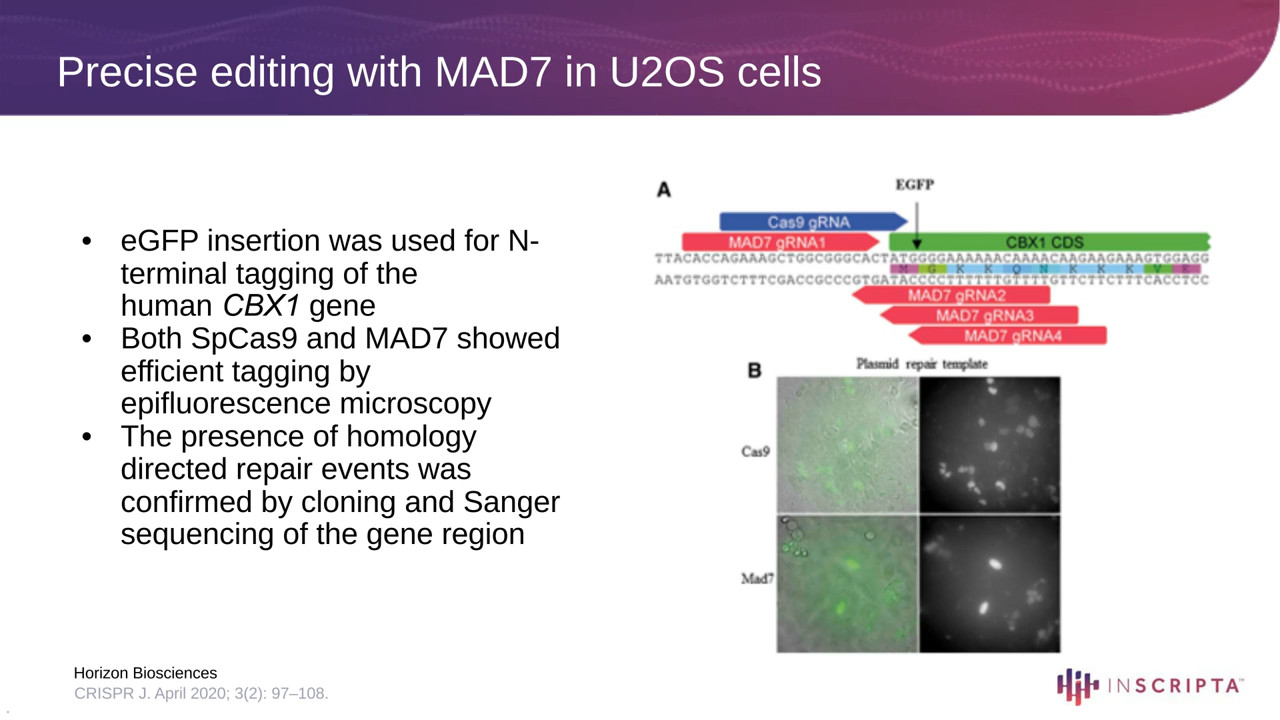 Precise editing with MAD7 in U2OS cells
• eGFP insertion was used for N-
terminal tagging of the
human CBX1 gene
• Both SpCas9 and MAD7 showed
efficient tagging by
epifluorescence microscopy
• The presence of homology
directed repair events was
confirmed by cloning and Sanger
sequencing of the gene region
A
EGFP
Cas9 gRNA
MAD7 gRNA1
CBX1 CDS
TTACACCAGAAAGCTGGCGGGCACTATGGGGAAAAAACAAAACAAGAAGAAAGTGGAGG
M G K K Q N K K K V E
AATGTGGTCTTTCGACCGCCCGTGATACCCCTTTTTTGTTTTGTTCTTCTTTCACCTCC
MAD7 gRNA2
MAD7 gRNA3
MAD7 gRNA4
B
Plasmid repair template
Cas9
Mad7
Horizon Biosciences
CRISPR J. April 2020; 3(2): 97–108.
INSCRIPTA™